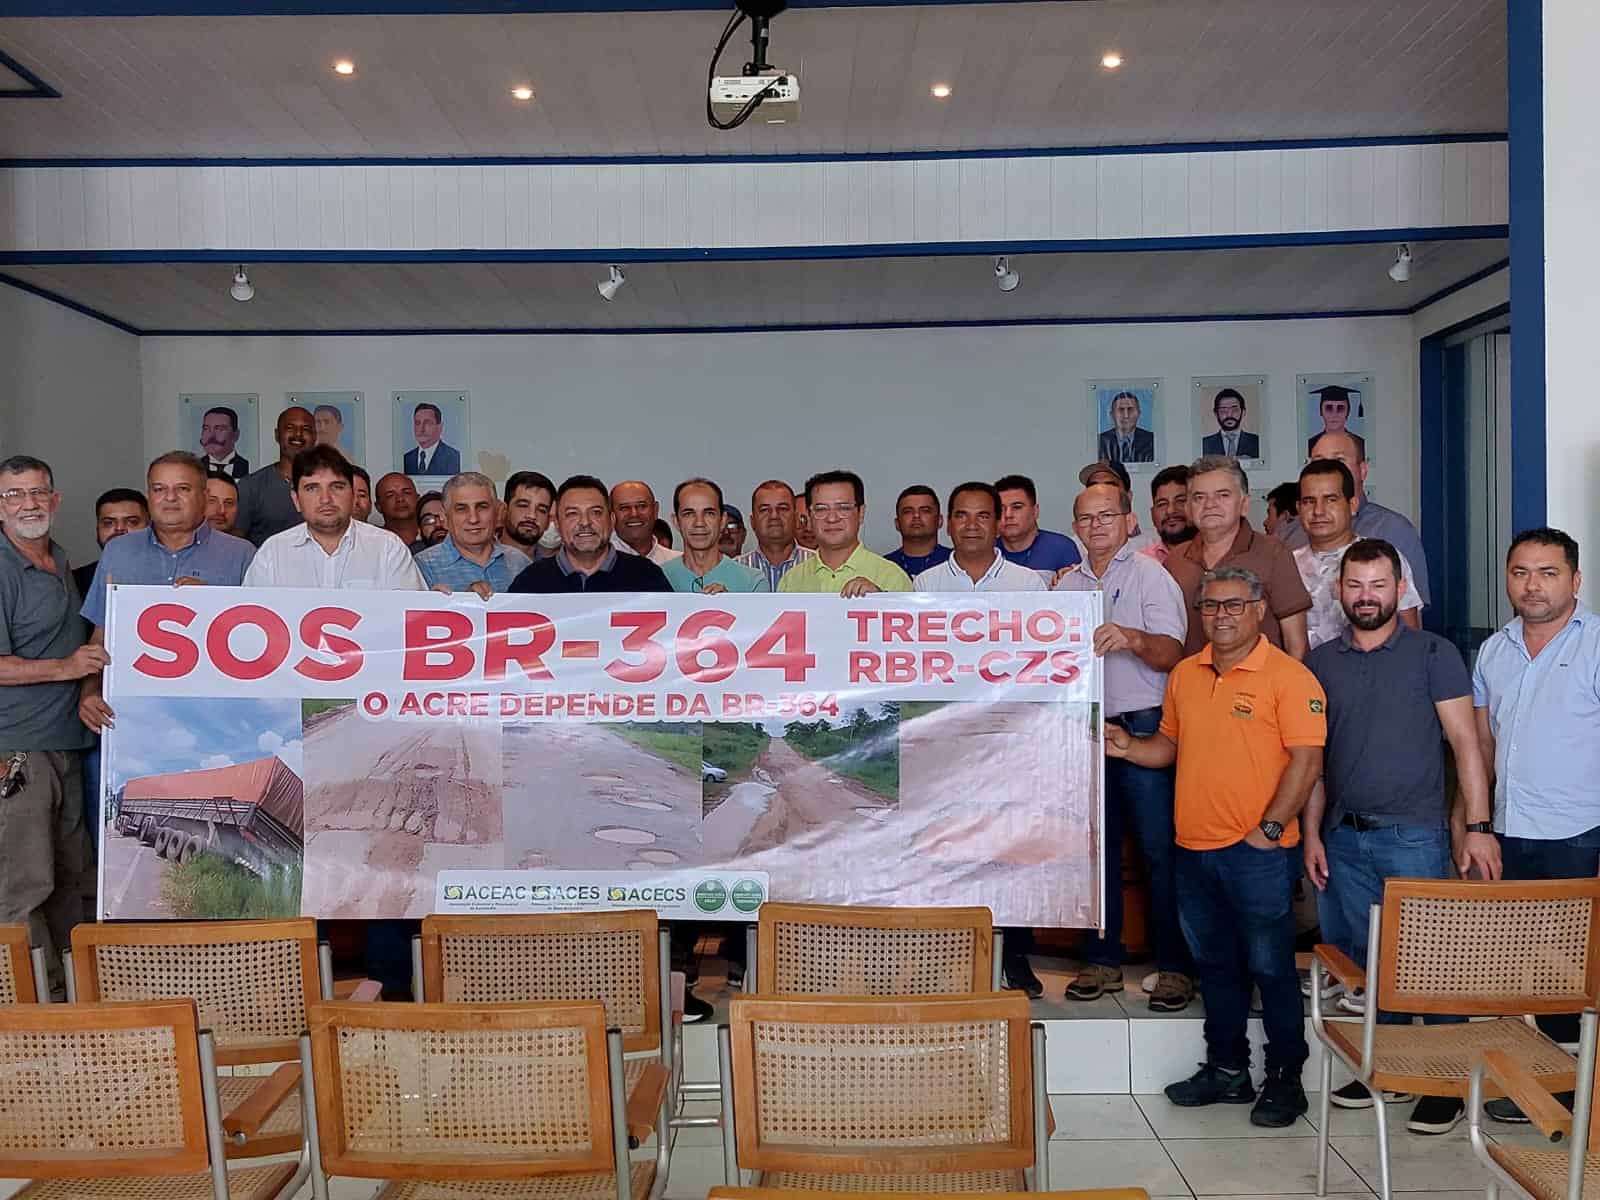 SOS BR-364
TRECHO:
RBR-CZS
O ACRE DEPENDE DA BR-364
ACEAC
ACES
ACECS